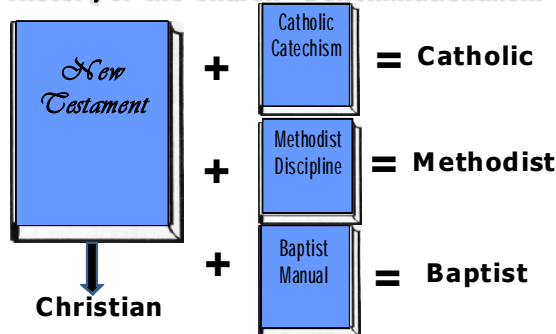 New
Testament
Christian
+
Catholic
Catechism
= Catholic
+
Methodist
Discipline
= Methodist
+
Baptist
Manual
= Baptist